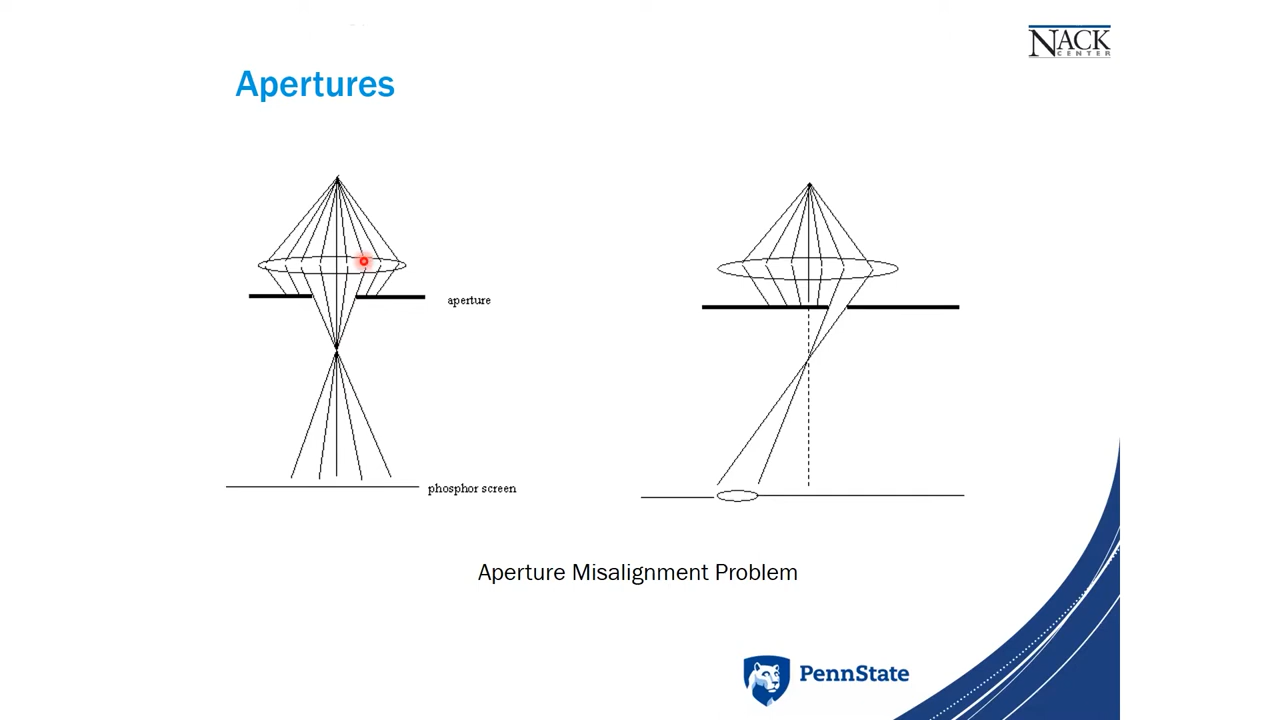 NACK
CENTER
Apertures
aperture
phosphor screen
Aperture Misalignment Problem
PennState